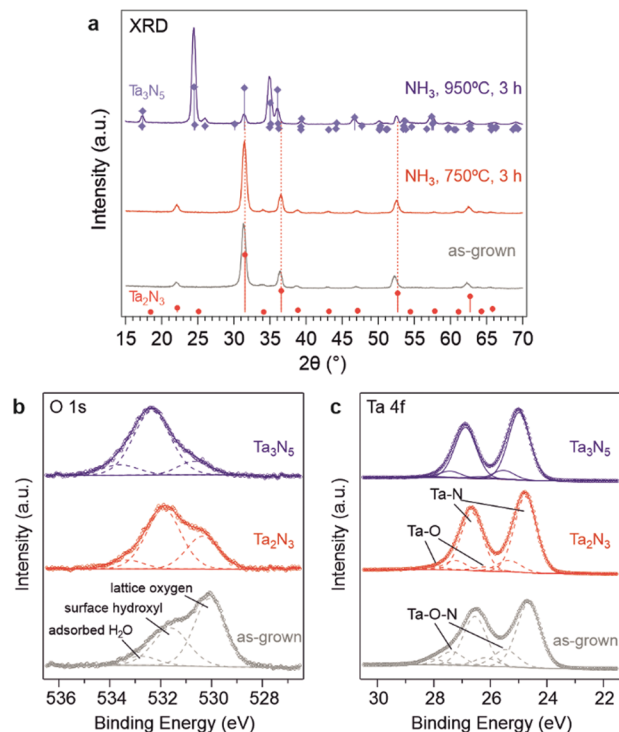 a
XRD
Ta₃N₅
NH₃, 950ºC, 3 h
NH₃, 750ºC, 3 h
as-grown
Ta₂N₃
Intensity (a.u.)
15 20 25 30 35 40 45 50 55 60 65 70
2θ (°)
b
O 1s
Ta₃N₅
Ta₂N₃
lattice oxygen
surface hydroxyl
adsorbed H₂O
as-grown
Intensity (a.u.)
536 534 532 530 528
Binding Energy (eV)
c
Ta 4f
Ta₃N₅
Ta-N
Ta-O
Ta₂N₃
Ta-O-N
as-grown
Intensity (a.u.)
30 28 26 24 22
Binding Energy (eV)